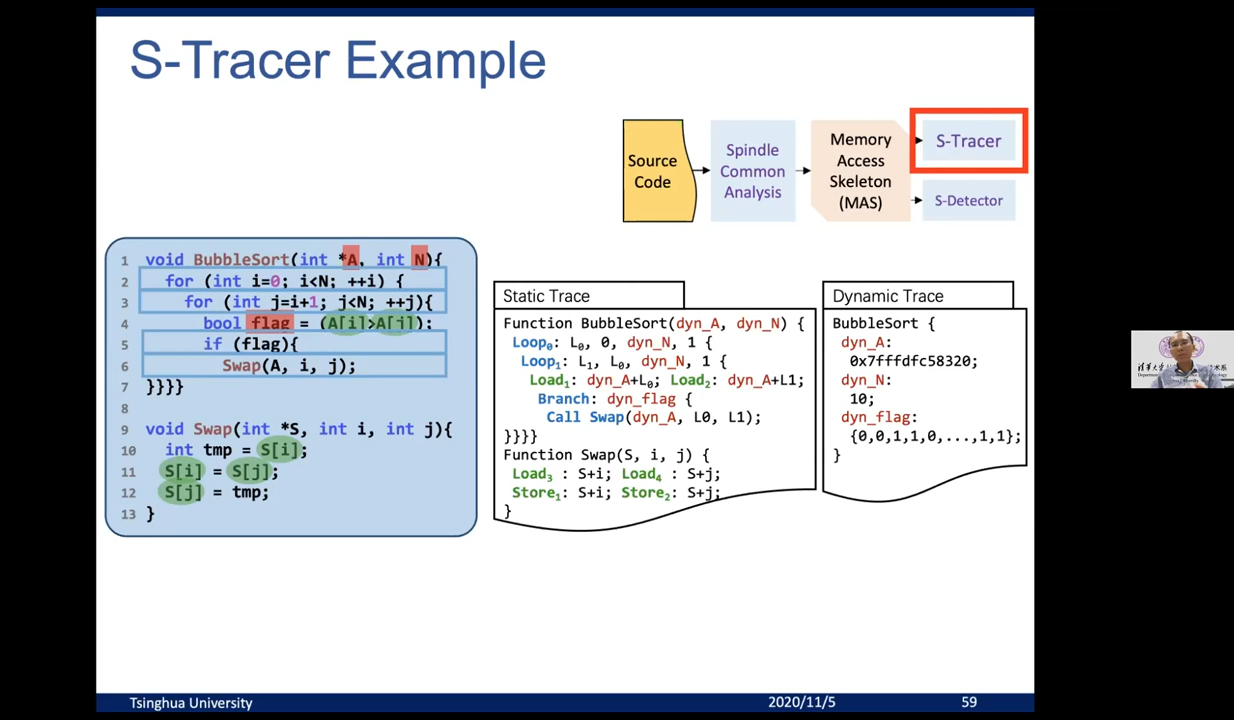 S-Tracer Example
Source
Code
Spindle
Common
Analysis
Memory
Access
Skeleton
(MAS)
S-Tracer
S-Detector
1 void BubbleSort(int *A, int N){
2 for (int i=0; i<N; ++i) {
3 for (int j=i+1; j<N; ++j){
4 bool flag = (A[i]>A[j]);
5 if (flag){
6 Swap(A, i, j);
7 }}}}
8
9 void Swap(int *S, int i, int j){
10 int tmp = S[i];
11 S[i] = S[j];
12 S[j] = tmp;
13 }
Static Trace
Function BubbleSort(dyn_A, dyn_N) {
Loop₀: L₀, 0, dyn_N, 1 {
Loop₁: L₁, L₀, dyn_N, 1 {
Load₁: dyn_A+L₀; Load₂: dyn_A+L1;
Branch: dyn_flag {
Call Swap(dyn_A, L0, L1);
}}}}
Function Swap(S, i, j) {
Load₃ : S+i; Load₄ : S+j;
Store₁: S+i; Store₂: S+j;
}
Dynamic Trace
BubbleSort {
dyn_A:
0x7fffdfc58320;
dyn_N:
10;
dyn_flag:
{0,0,1,1,0,...,1,1};
}
Tsinghua University
2020/11/5
59